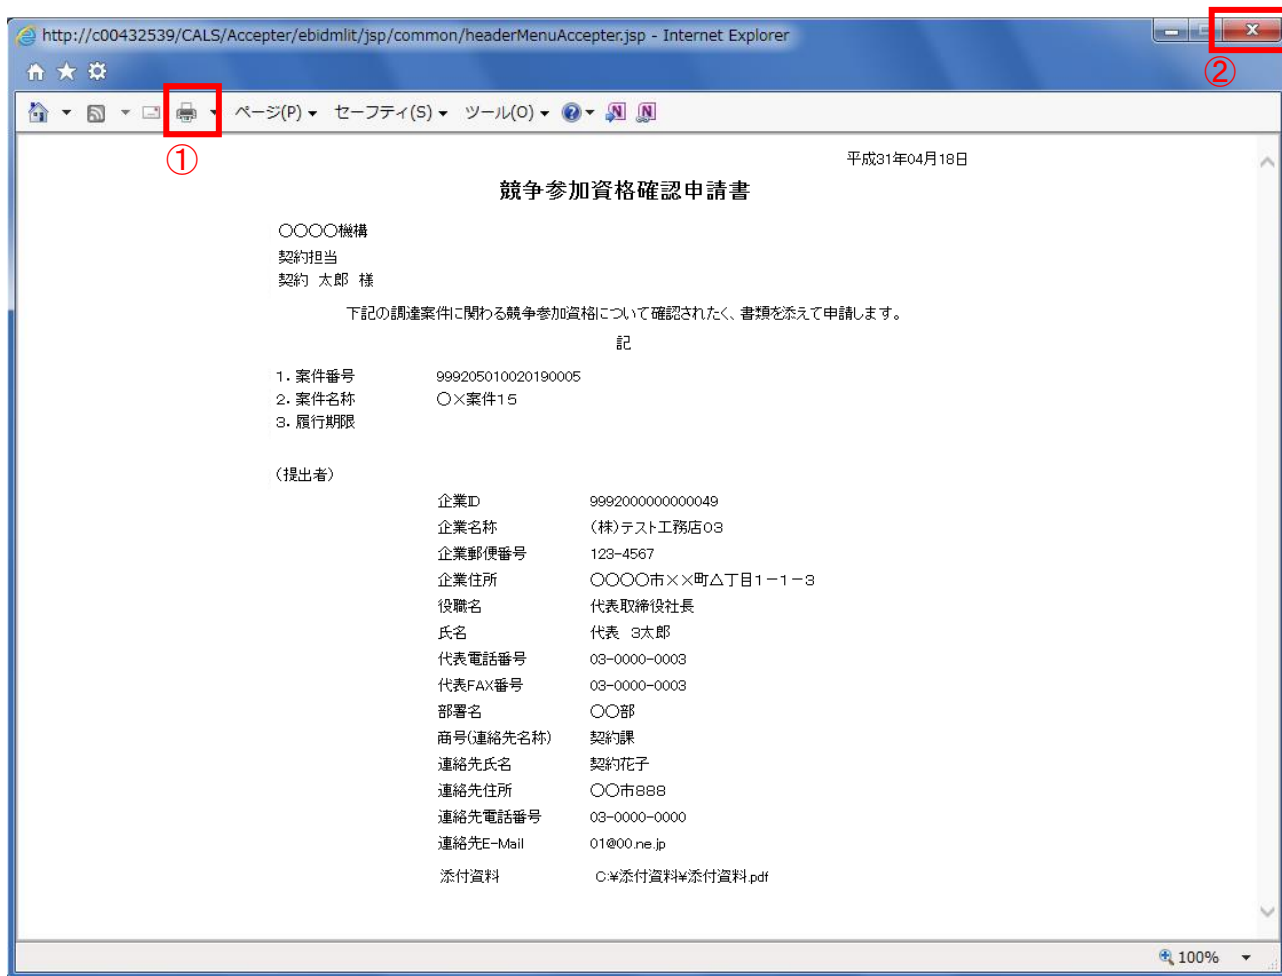 http://c00432539/CALS/Accepter/ebidmlit/jsp/common/headerMenuAccepter.jsp - Internet Explorer
x
②
ページ(P) セーフティ(S) ツール(O)
①
平成31年04月18日
競争参加資格確認申請書
〇〇〇〇機構
契約担当
契約 太郎 様
下記の調達案件に関わる競争参加資格について確認されたく、書類を添えて申請します。
記
1. 案件番号 999205010020190005
2. 案件名称 〇×案件15
3. 履行期限
(提出者)
企業ID 9992000000000049
企業名称 (株)テスト工務店03
企業郵便番号 123-4567
企業住所 〇〇〇〇市××町△丁目1-1-3
役職名 代表取締役社長
氏名 代表 3太郎
代表電話番号 03-0000-0003
代表FAX番号 03-0000-0003
部署名 〇〇部
商号(連絡先名称) 契約課
連絡先氏名 契約花子
連絡先住所 〇〇市888
連絡先電話番号 03-0000-0000
連絡先E-Mail 01@00.ne.jp
添付資料 C:¥添付資料¥添付資料.pdf
100%